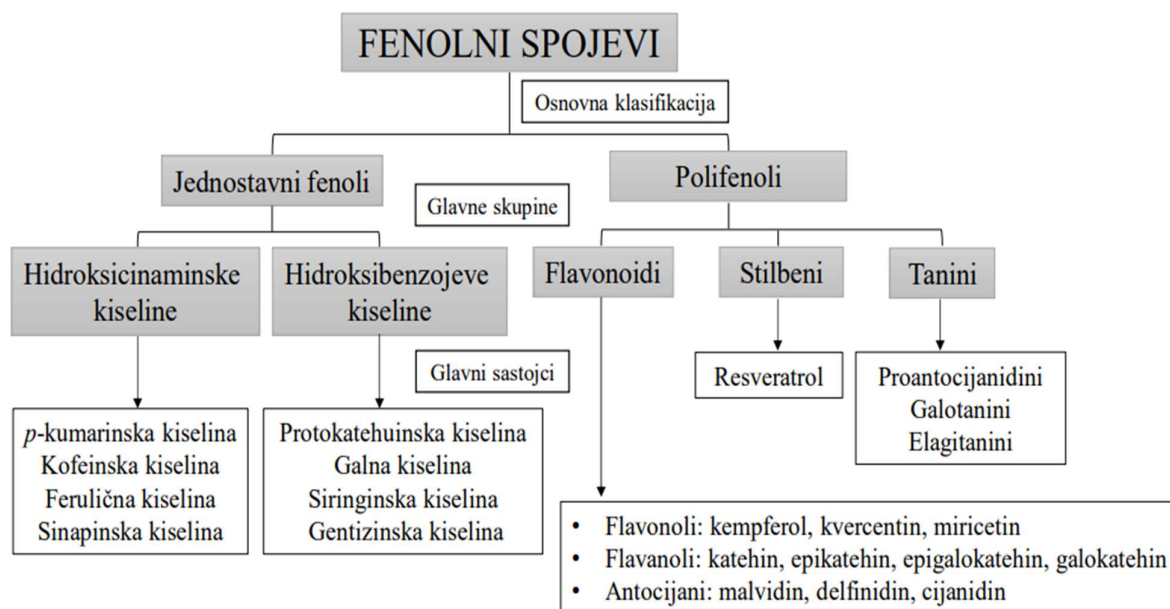 FENOLNI SPOJEVI
Osnovna klasifikacija
Jednostavni fenoli
Polifenoli
Glavne skupine
Hidroksicinaminske
kiseline
Hidroksibenzojeve
kiseline
Flavonoidi
Stilbeni
Tanini
Glavni sastojci
p-kumarinska kiselina
Kofeinska kiselina
Ferulična kiselina
Sinapinska kiselina
Protokatehuinska kiselina
Galna kiselina
Siringinska kiselina
Gentizinska kiselina
Resveratrol
Proantocijanidini
Galotanini
Elagitanini
• Flavonoli: kempferol, kvercentin, miricetin
• Flavanoli: katehin, epikatehin, epigalokatehin, galokatehin
• Antocijani: malvidin, delfinidin, cijanidin